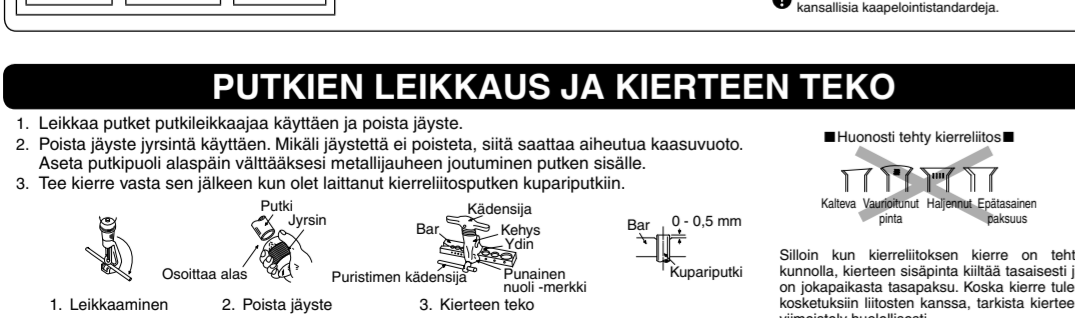 kansallisia kaapelointistandardeja.
PUTKIEN LEIKKAUS JA KIERTEEN TEKO
1. Leikkaa putket putkileikkaajaa käyttäen ja poista jäyste.
2. Poista jäyste jyrsintä käyttäen. Mikäli jäystettä ei poisteta, siitä saattaa aiheutua kaasuvuoto.
Aseta putkipuoli alaspäin välttääksesi metallijauheen joutuminen putken sisälle.
3. Tee kierre vasta sen jälkeen kun olet laittanut kierreliitosputken kupariputkiin.
Putki
Jyrsin
Osoittaa alas
Kädensija
Bar
Kehys
Ydin
Puristimen kädensija
Punainen
nuoli -merkki
Bar
0 - 0,5 mm
Kupariputki
1. Leikkaaminen
2. Poista jäyste
3. Kierteen teko
■Huonosti tehty kierreliitos■
Kalteva Vaurioitunut Haljennut Epätasainen
pinta paksuus
Silloin kun kierreliitoksen kierre on teht
kunnolla, kierteen sisäpinta kiiltää tasaisesti j
on jokapaikasta tasapaksu. Koska kierre tule
kosketuksiin liitosten kanssa, tarkista kiertee